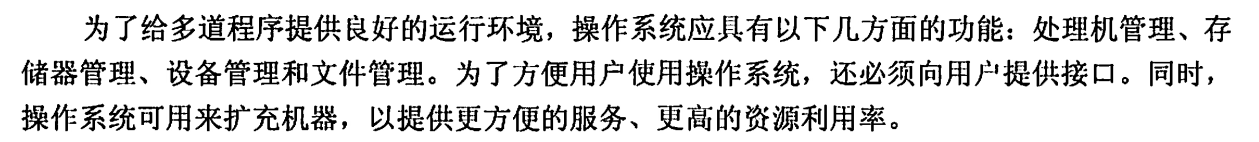 为了给多道程序提供良好的运行环境，操作系统应具有以下几方面的功能：处理机管理、存
储器管理、设备管理和文件管理。为了方便用户使用操作系统，还必须向用户提供接口。同时，
操作系统可用来扩充机器，以提供更方便的服务、更高的资源利用率。